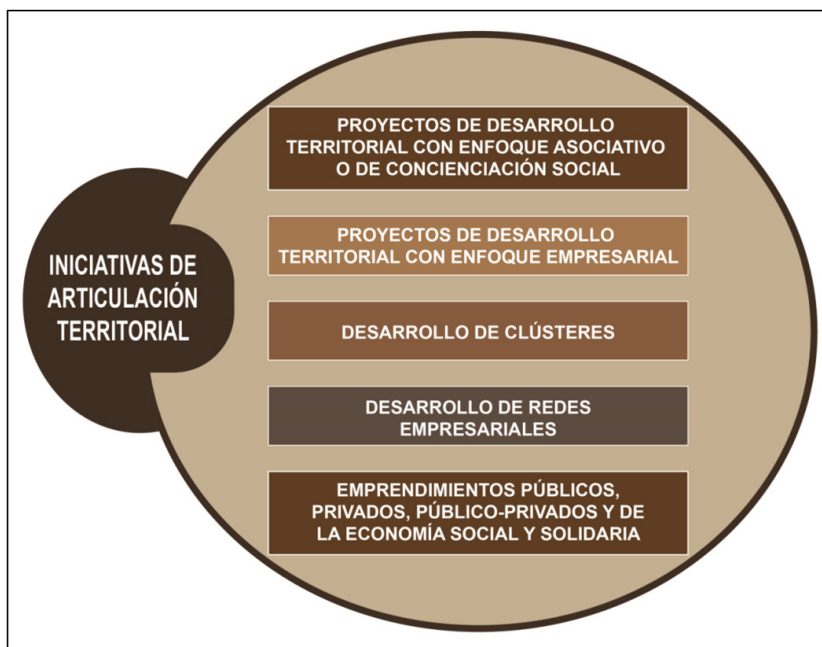 PROYECTOS DE DESARROLLO
TERRITORIAL CON ENFOQUE ASOCIATIVO
O DE CONCIENCIACIÓN SOCIAL
PROYECTOS DE DESARROLLO
TERRITORIAL CON ENFOQUE EMPRESARIAL
INICIATIVAS DE
ARTICULACIÓN
TERRITORIAL
DESARROLLO DE CLÚSTERES
DESARROLLO DE REDES
EMPRESARIALES
EMPRENDIMIENTOS PÚBLICOS,
PRIVADOS, PÚBLICO-PRIVADOS Y DE
LA ECONOMÍA SOCIAL Y SOLIDARIA